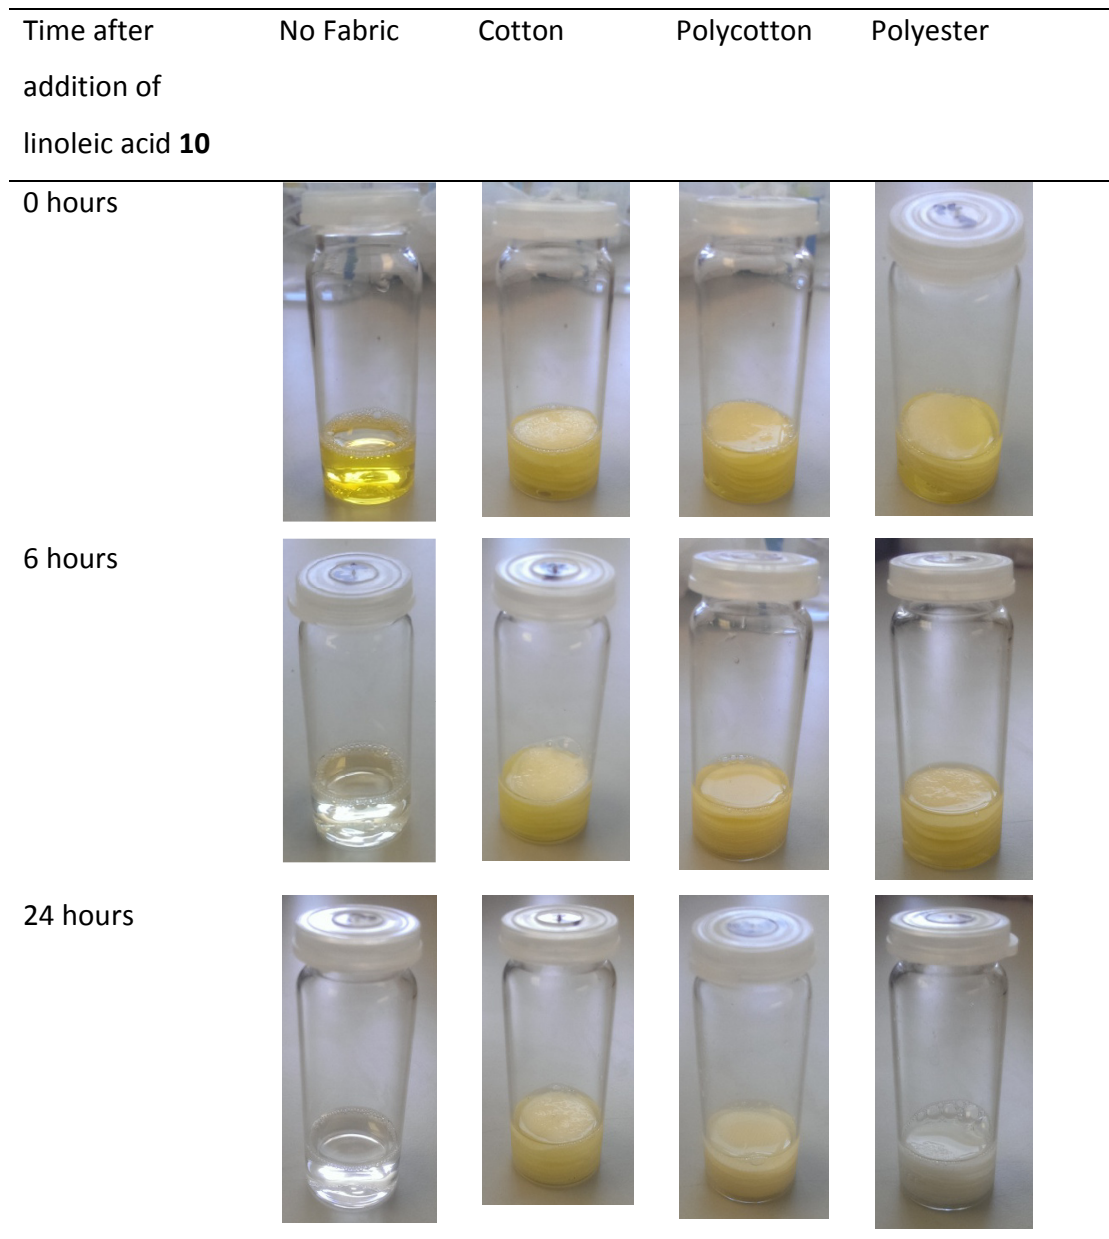 Time after No Fabric Cotton Polycotton Polyester
addition of
linoleic acid 10
0 hours
6 hours
24 hours